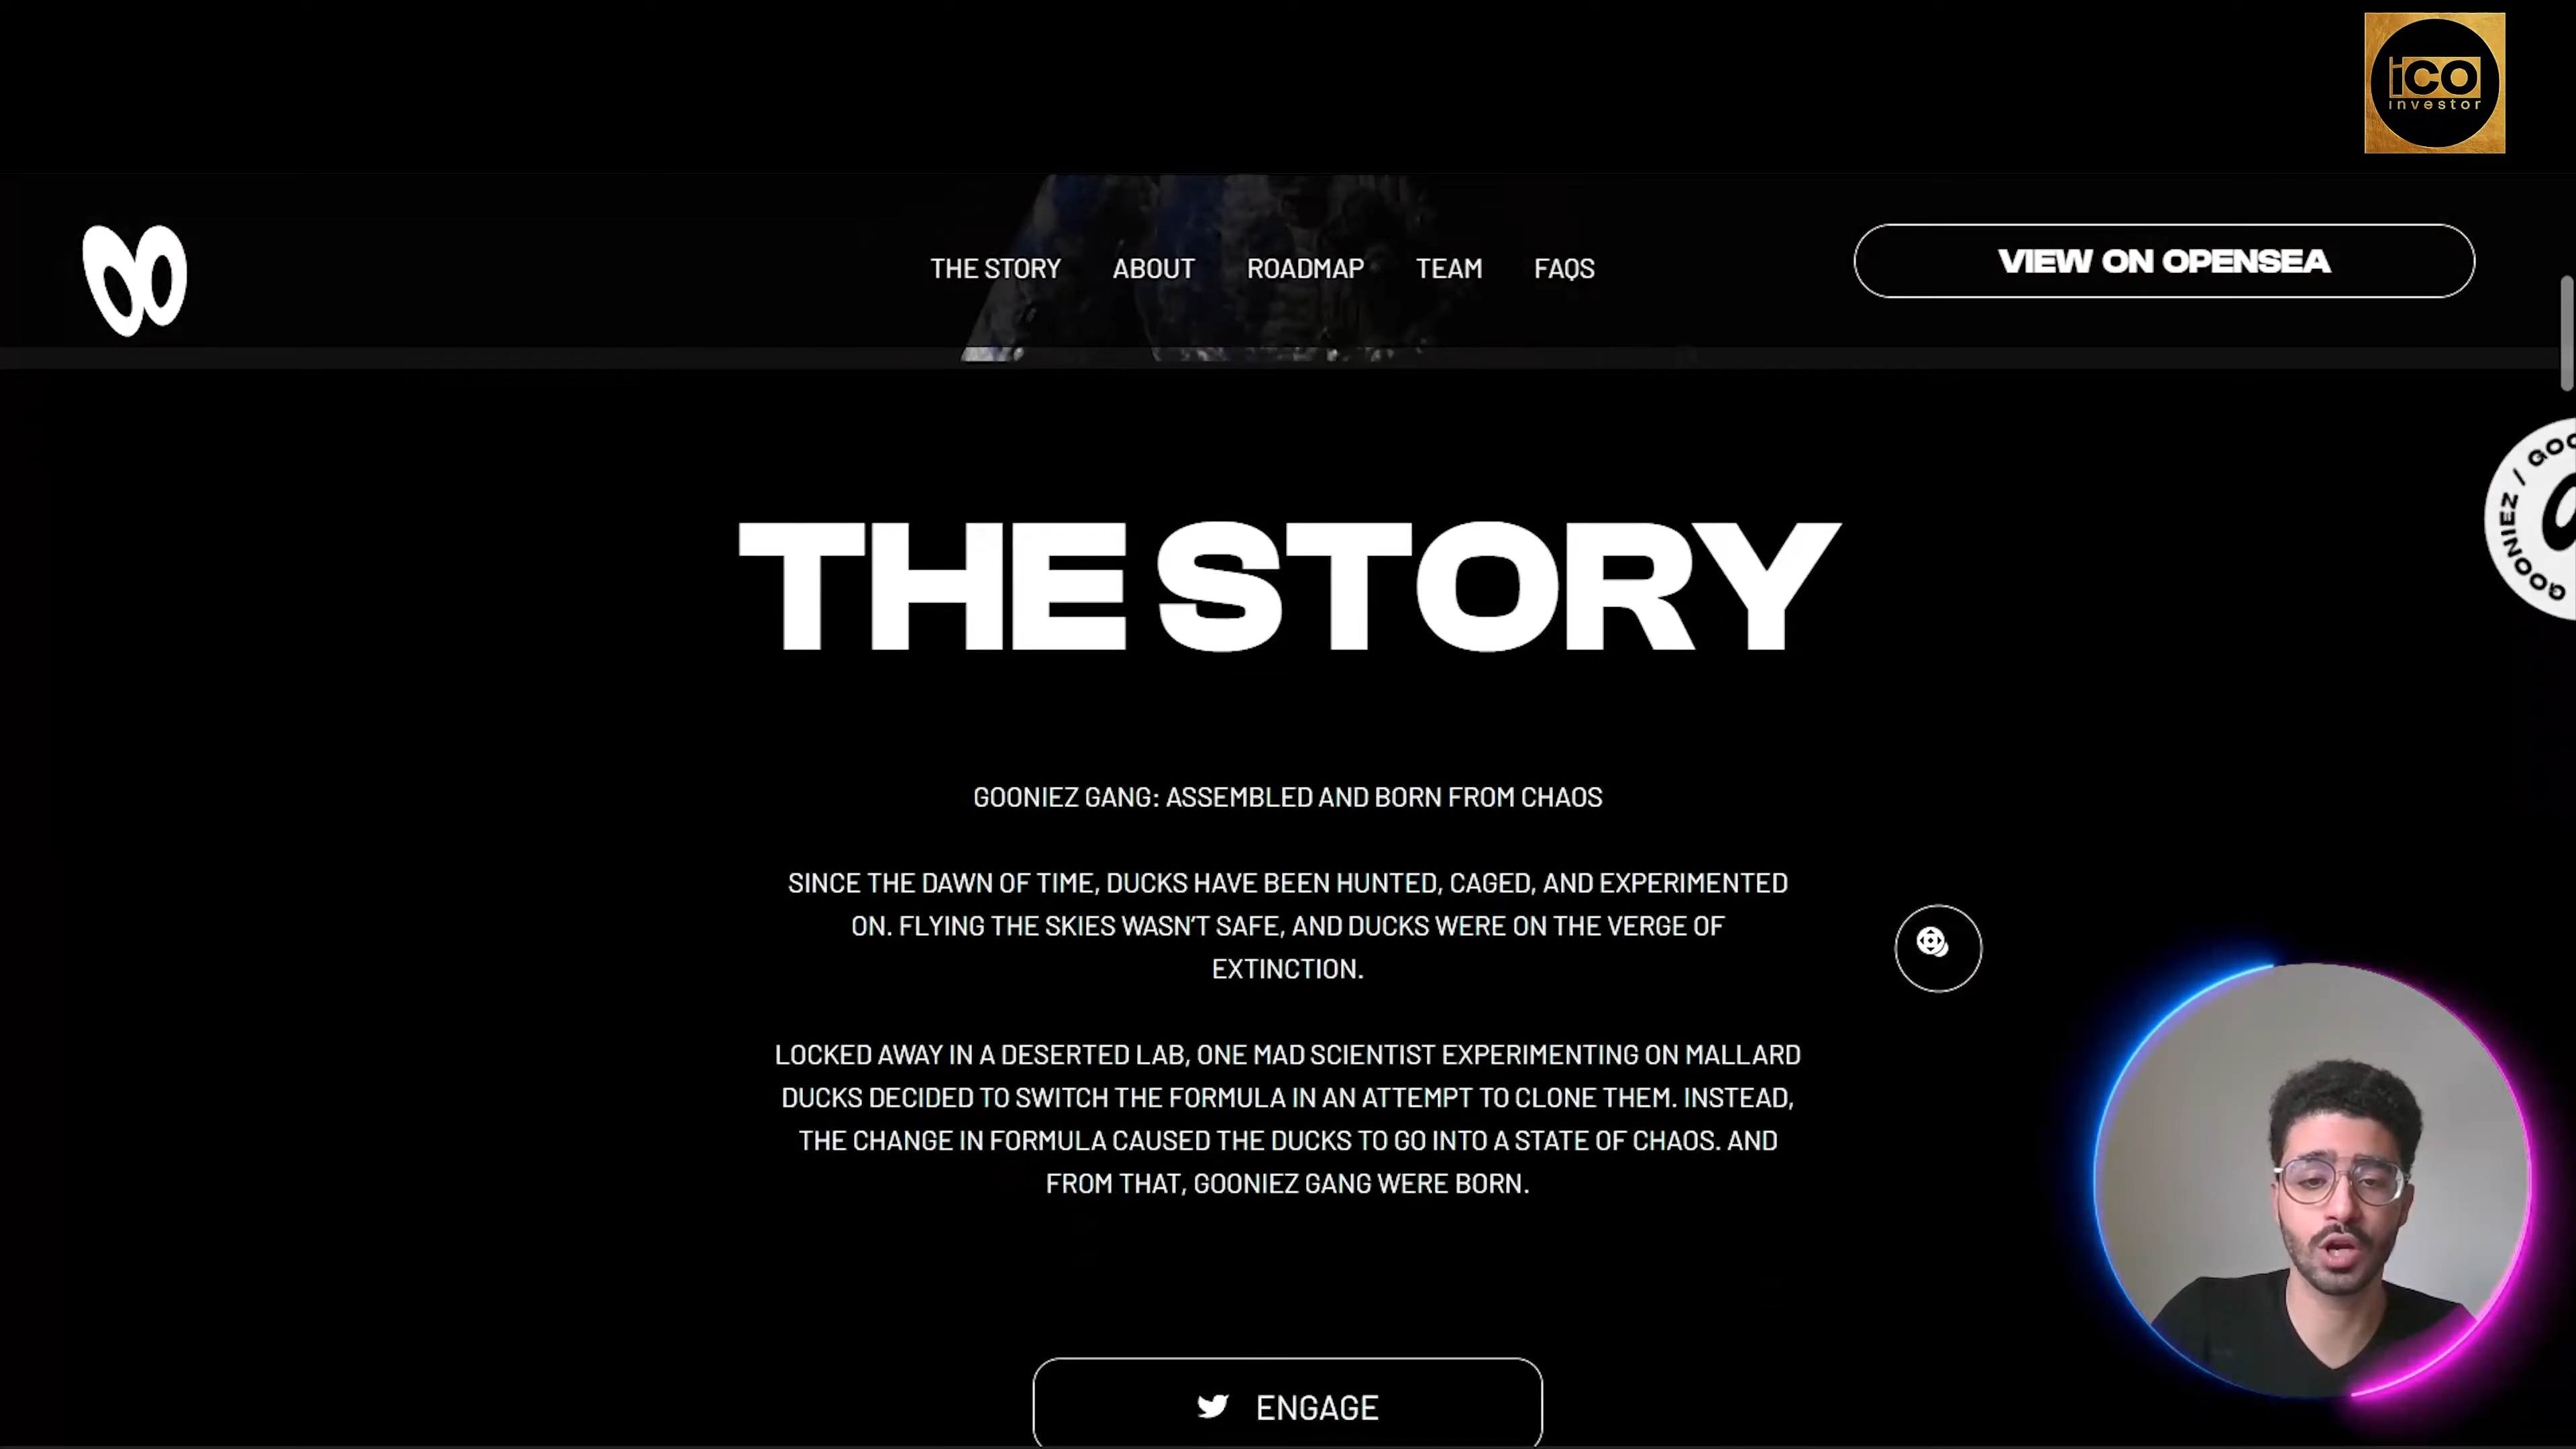 iCO
investor
THE STORY ABOUT ROADMAP TEAM FAQS
VIEW ON OPENSEA
GOONIEZ / GOO
THE STORY
GOONIEZ GANG: ASSEMBLED AND BORN FROM CHAOS
SINCE THE DAWN OF TIME, DUCKS HAVE BEEN HUNTED, CAGED, AND EXPERIMENTED
ON. FLYING THE SKIES WASN'T SAFE, AND DUCKS WERE ON THE VERGE OF
EXTINCTION.
LOCKED AWAY IN A DESERTED LAB, ONE MAD SCIENTIST EXPERIMENTING ON MALLARD
DUCKS DECIDED TO SWITCH THE FORMULA IN AN ATTEMPT TO CLONE THEM. INSTEAD,
THE CHANGE IN FORMULA CAUSED THE DUCKS TO GO INTO A STATE OF CHAOS. AND
FROM THAT, GOONIEZ GANG WERE BORN.
ENGAGE